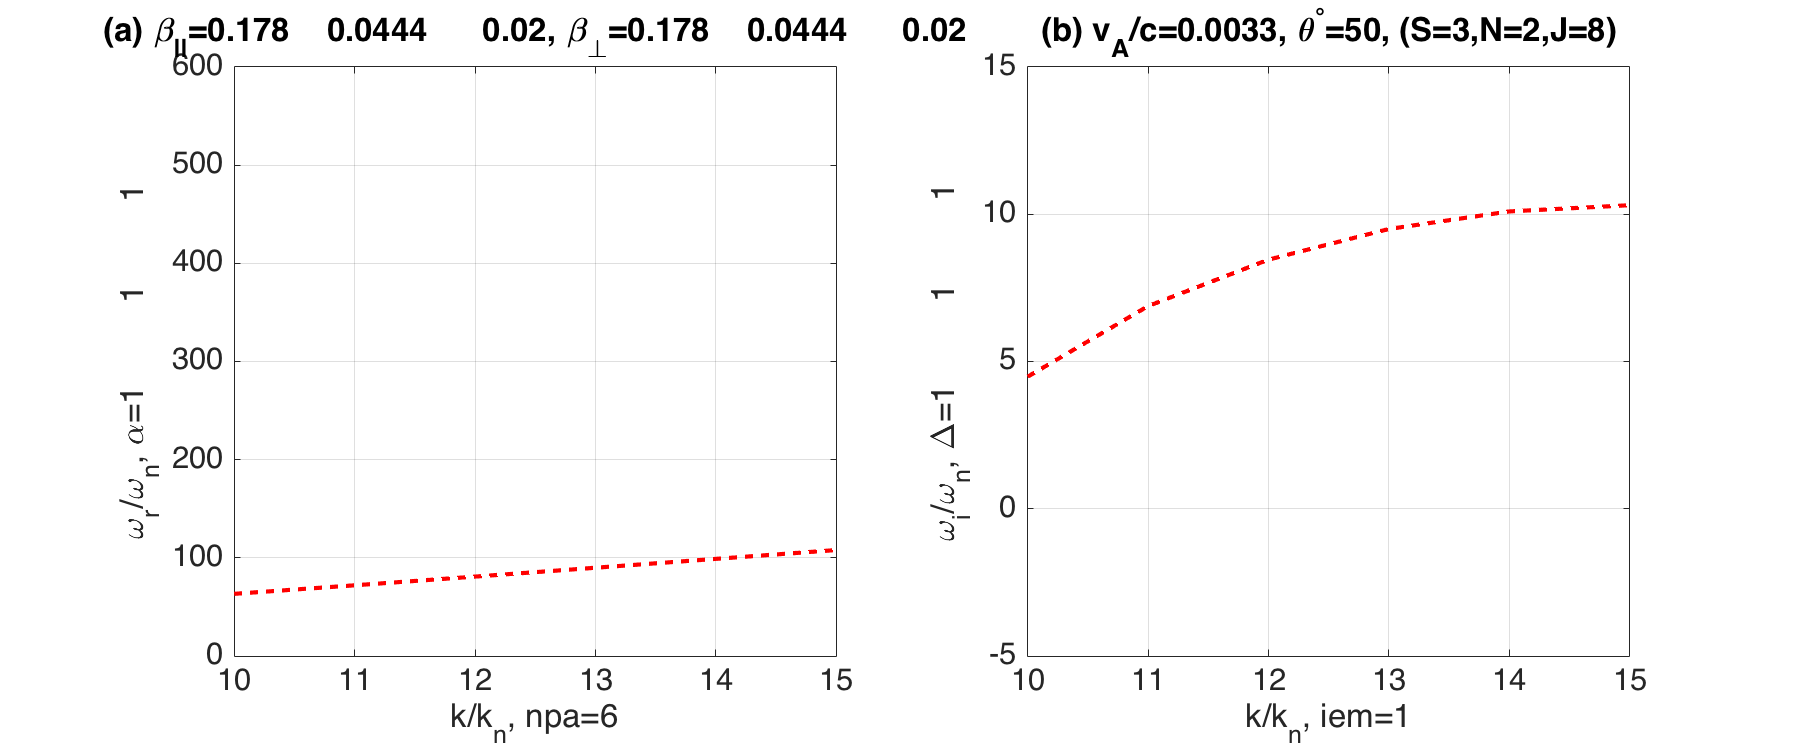 (a) β∥=0.178 0.0444 0.02, β⊥=0.178 0.0444 0.02
(b) vA/c=0.0033, θ°=50, (S=3,N=2,J=8)
600
500
400
300
200
100
0
10 11 12 13 14 15
k/kn, npa=6
ωr/ωn, α=1 1 1
15
10
5
0
-5
10 11 12 13 14 15
k/kn, iem=1
ωi/ωn, Δ=1 1 1